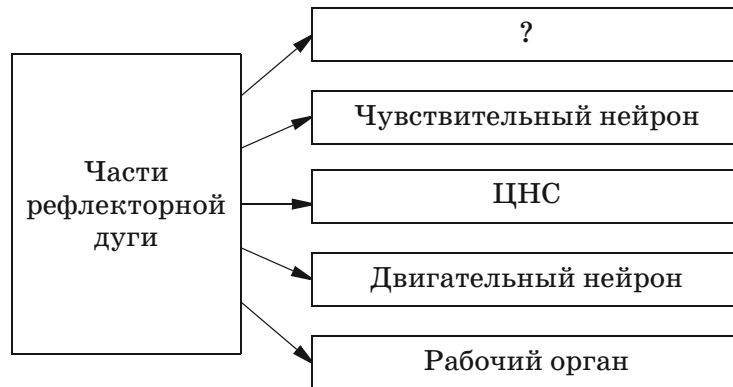 ?
Чувствительный нейрон
Части
рефлекторной
дуги
ЦНС
Двигательный нейрон
Рабочий орган